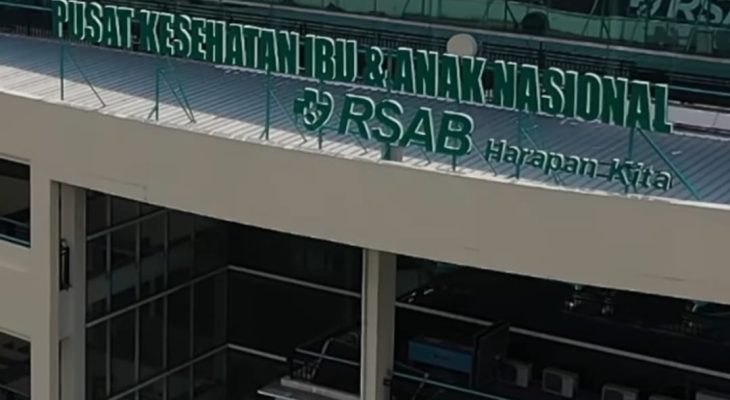 PUSAT KESEHATAN IBU & ANAK NASIONAL
RSAB Harapan Kita